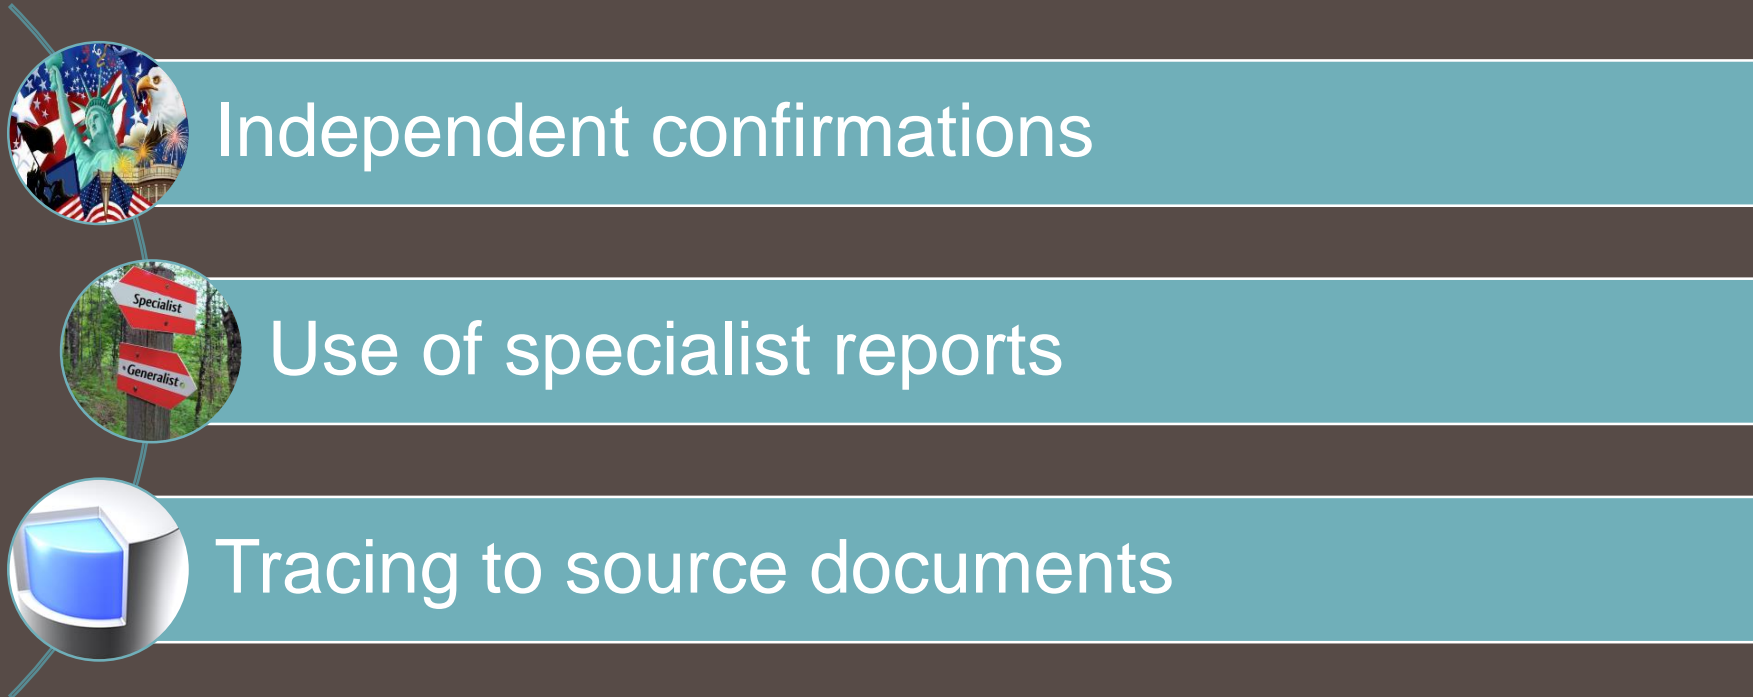 Independent confirmations
Specialist
Generalist
Use of specialist reports
Tracing to source documents